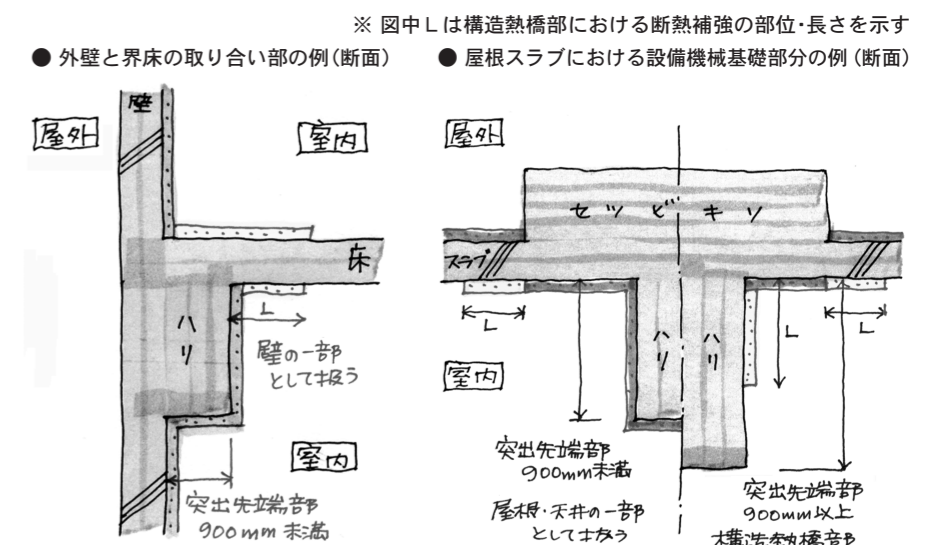 ※ 図中Lは構造熱橋部における断熱補強の部位・長さを示す
● 外壁と界床の取り合い部の例(断面)
壁
屋外
室内
床
ハリ
L
壁の一部
として扱う
室内
突出先端部
900mm未満
● 屋根スラブにおける設備機械基礎部分の例(断面)
屋外
セツビキソ
スラブ
L
L
L
ハリ
ハリ
室内
突出先端部
900mm未満
屋根・天井の一部
として扱う
突出先端部
900mm以上
構造熱橋部